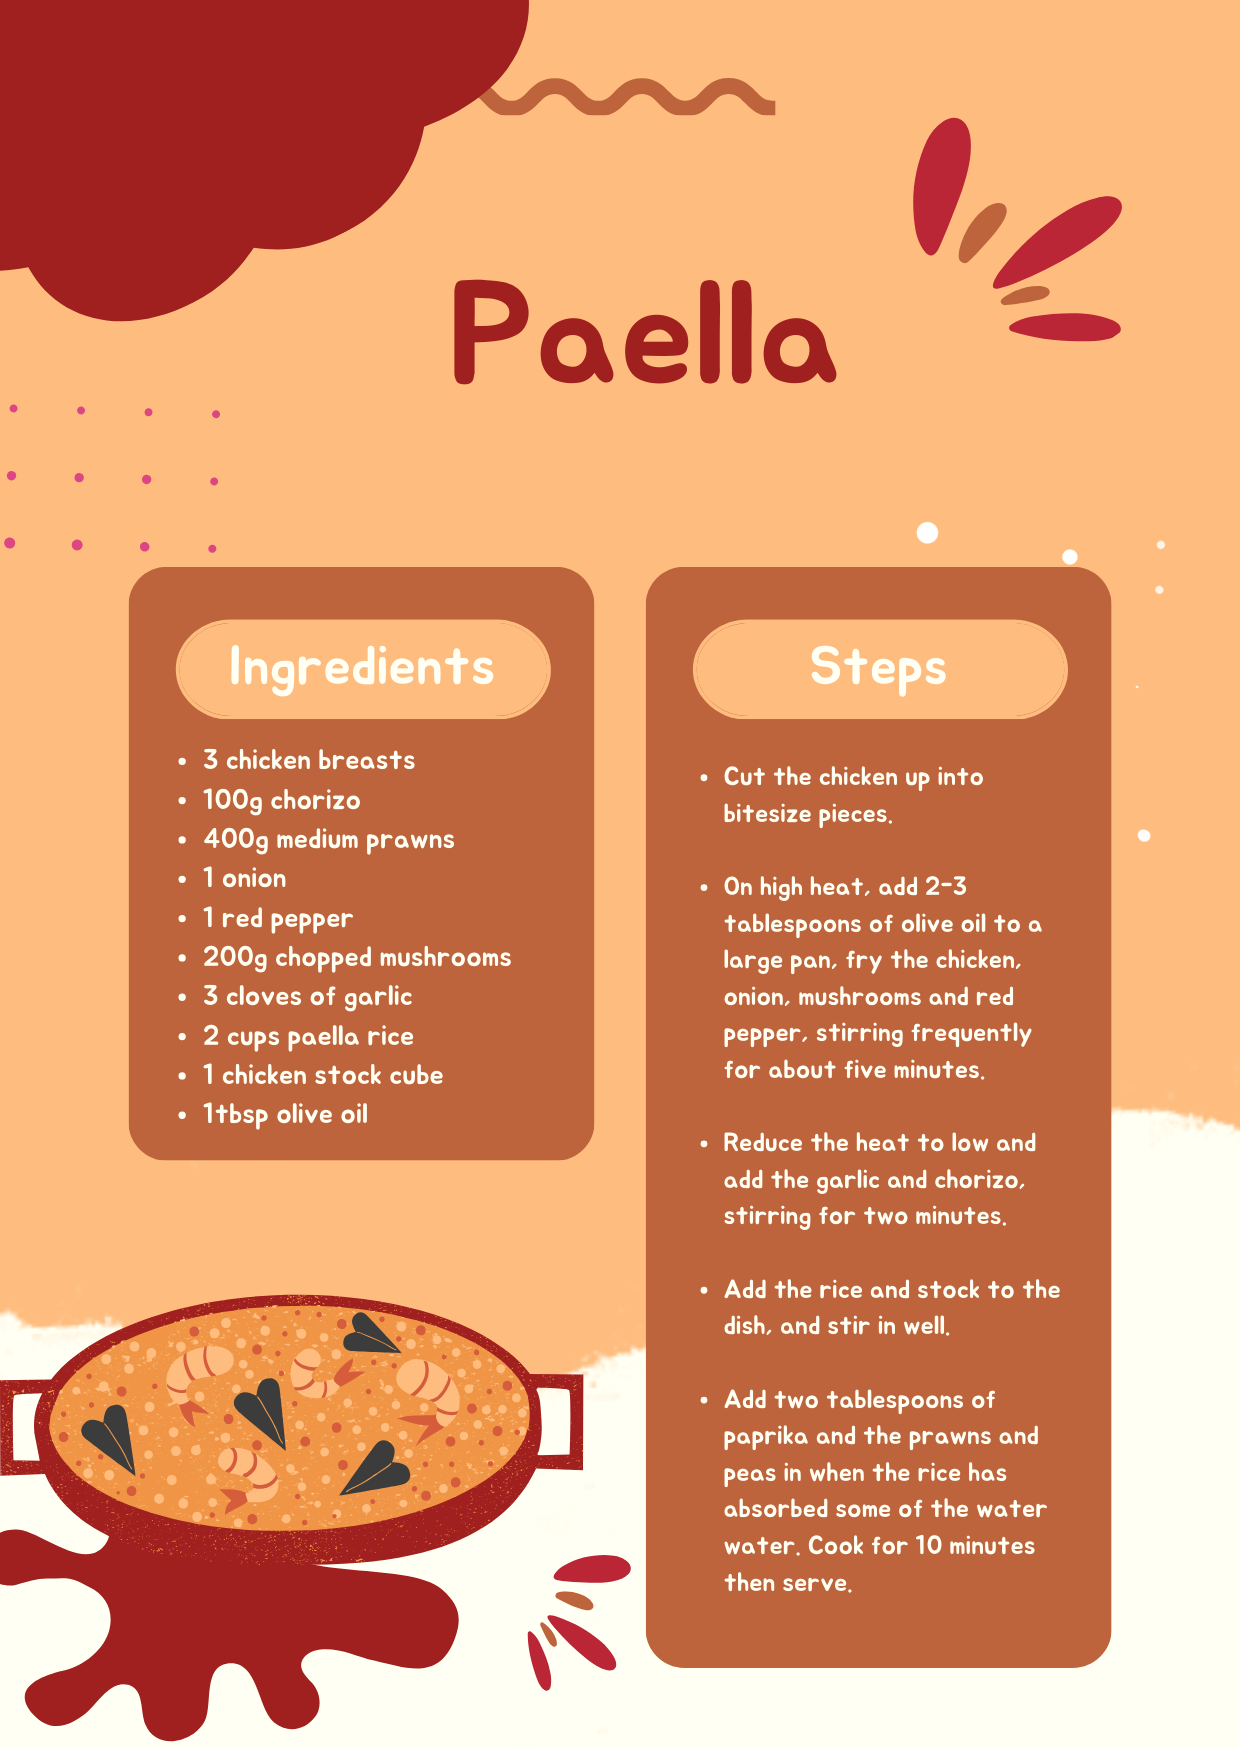 Paella
Ingredients
• 3 chicken breasts
• 100g chorizo
• 400g medium prawns
• 1 onion
• 1 red pepper
• 200g chopped mushrooms
• 3 cloves of garlic
• 2 cups paella rice
• 1 chicken stock cube
• 1tbsp olive oil
Steps
• Cut the chicken up into
bitesize pieces.
• On high heat, add 2-3
tablespoons of olive oil to a
large pan, fry the chicken,
onion, mushrooms and red
pepper, stirring frequently
for about five minutes.
• Reduce the heat to low and
add the garlic and chorizo,
stirring for two minutes.
• Add the rice and stock to the
dish, and stir in well.
• Add two tablespoons of
paprika and the prawns and
peas in when the rice has
absorbed some of the water
water. Cook for 10 minutes
then serve.